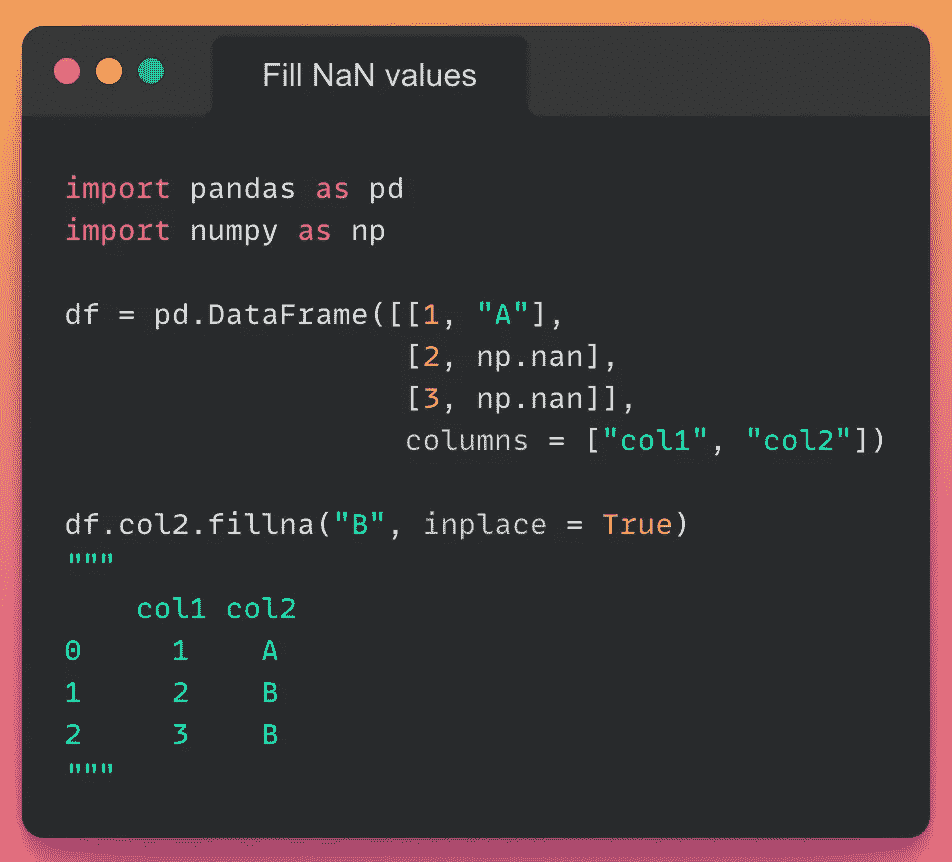 Fill NaN values
import pandas as pd
import numpy as np
df = pd.DataFrame([[1, "A"],
                   [2, np.nan],
                   [3, np.nan]],
                   columns = ["col1", "col2"])
df.col2.fillna("B", inplace = True)
"""
    col1 col2
0     1    A
1     2    B
2     3    B
"""